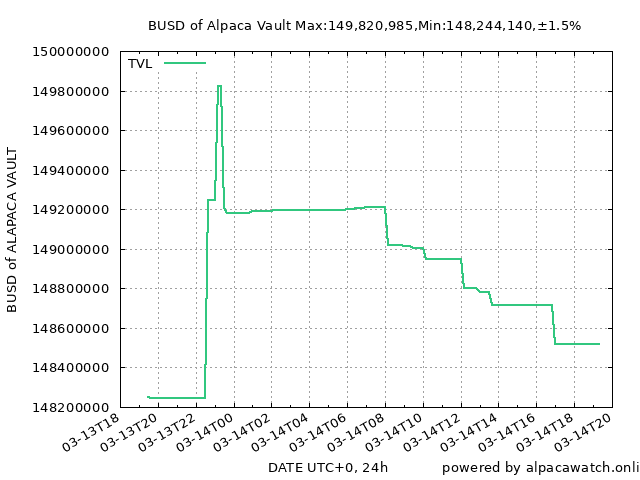 BUSD of Alpaca Vault Max:149,820,985,Min:148,244,140,±1.5%
150000000
TVL
149800000
149600000
149400000
149200000
149000000
148800000
148600000
148400000
148200000
BUSD of ALAPACA VAULT
03-13T18
03-13T20
03-13T22
03-14T00
03-14T02
03-14T04
03-14T06
03-14T08
03-14T10
03-14T12
03-14T14
03-14T16
03-14T18
03-14T20
DATE UTC+0, 24h
powered by alpacawatch.onli